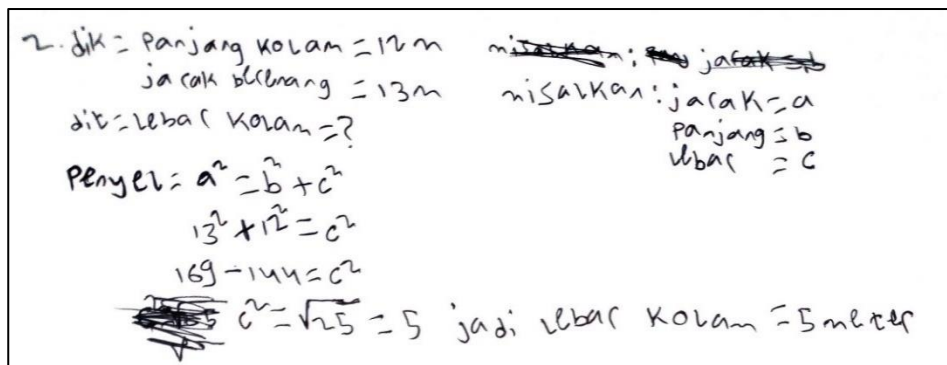 2. dik = Panjang kolam = 12 m
jarak berenang = 13 m
dit = lebar kolam = ?
misalkan : jarak = a
panjang = b
lebar = c
Penyel = a² = b² + c²
13² + 12² = c²
169 - 144 = c²
c² = √25 = 5 jadi lebar kolam = 5 meter